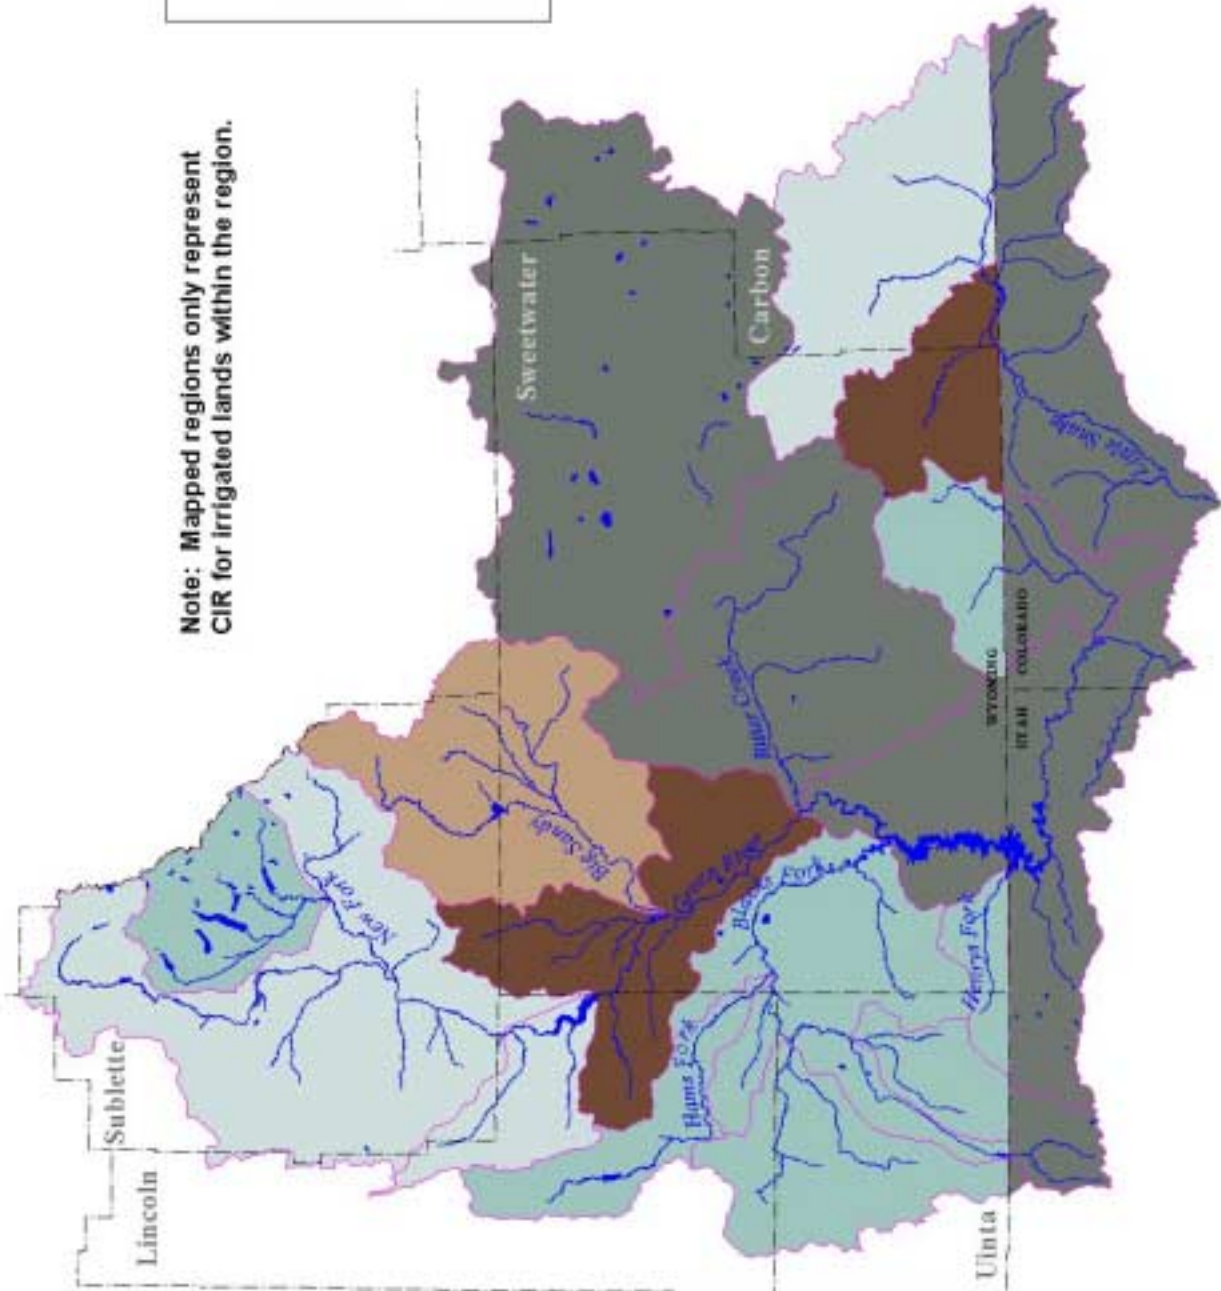 Note: Mapped regions only represent
CIR for irrigated lands within the region.
Sweetwater
Carbon
Sublette
Lincoln
Uinta
New Fork
Big Sandy
Green River
Blacks Fork
Hams Fork
Henrys Fork
Bitter Creek
Little Snake
WYOMING
UTAH
COLORADO